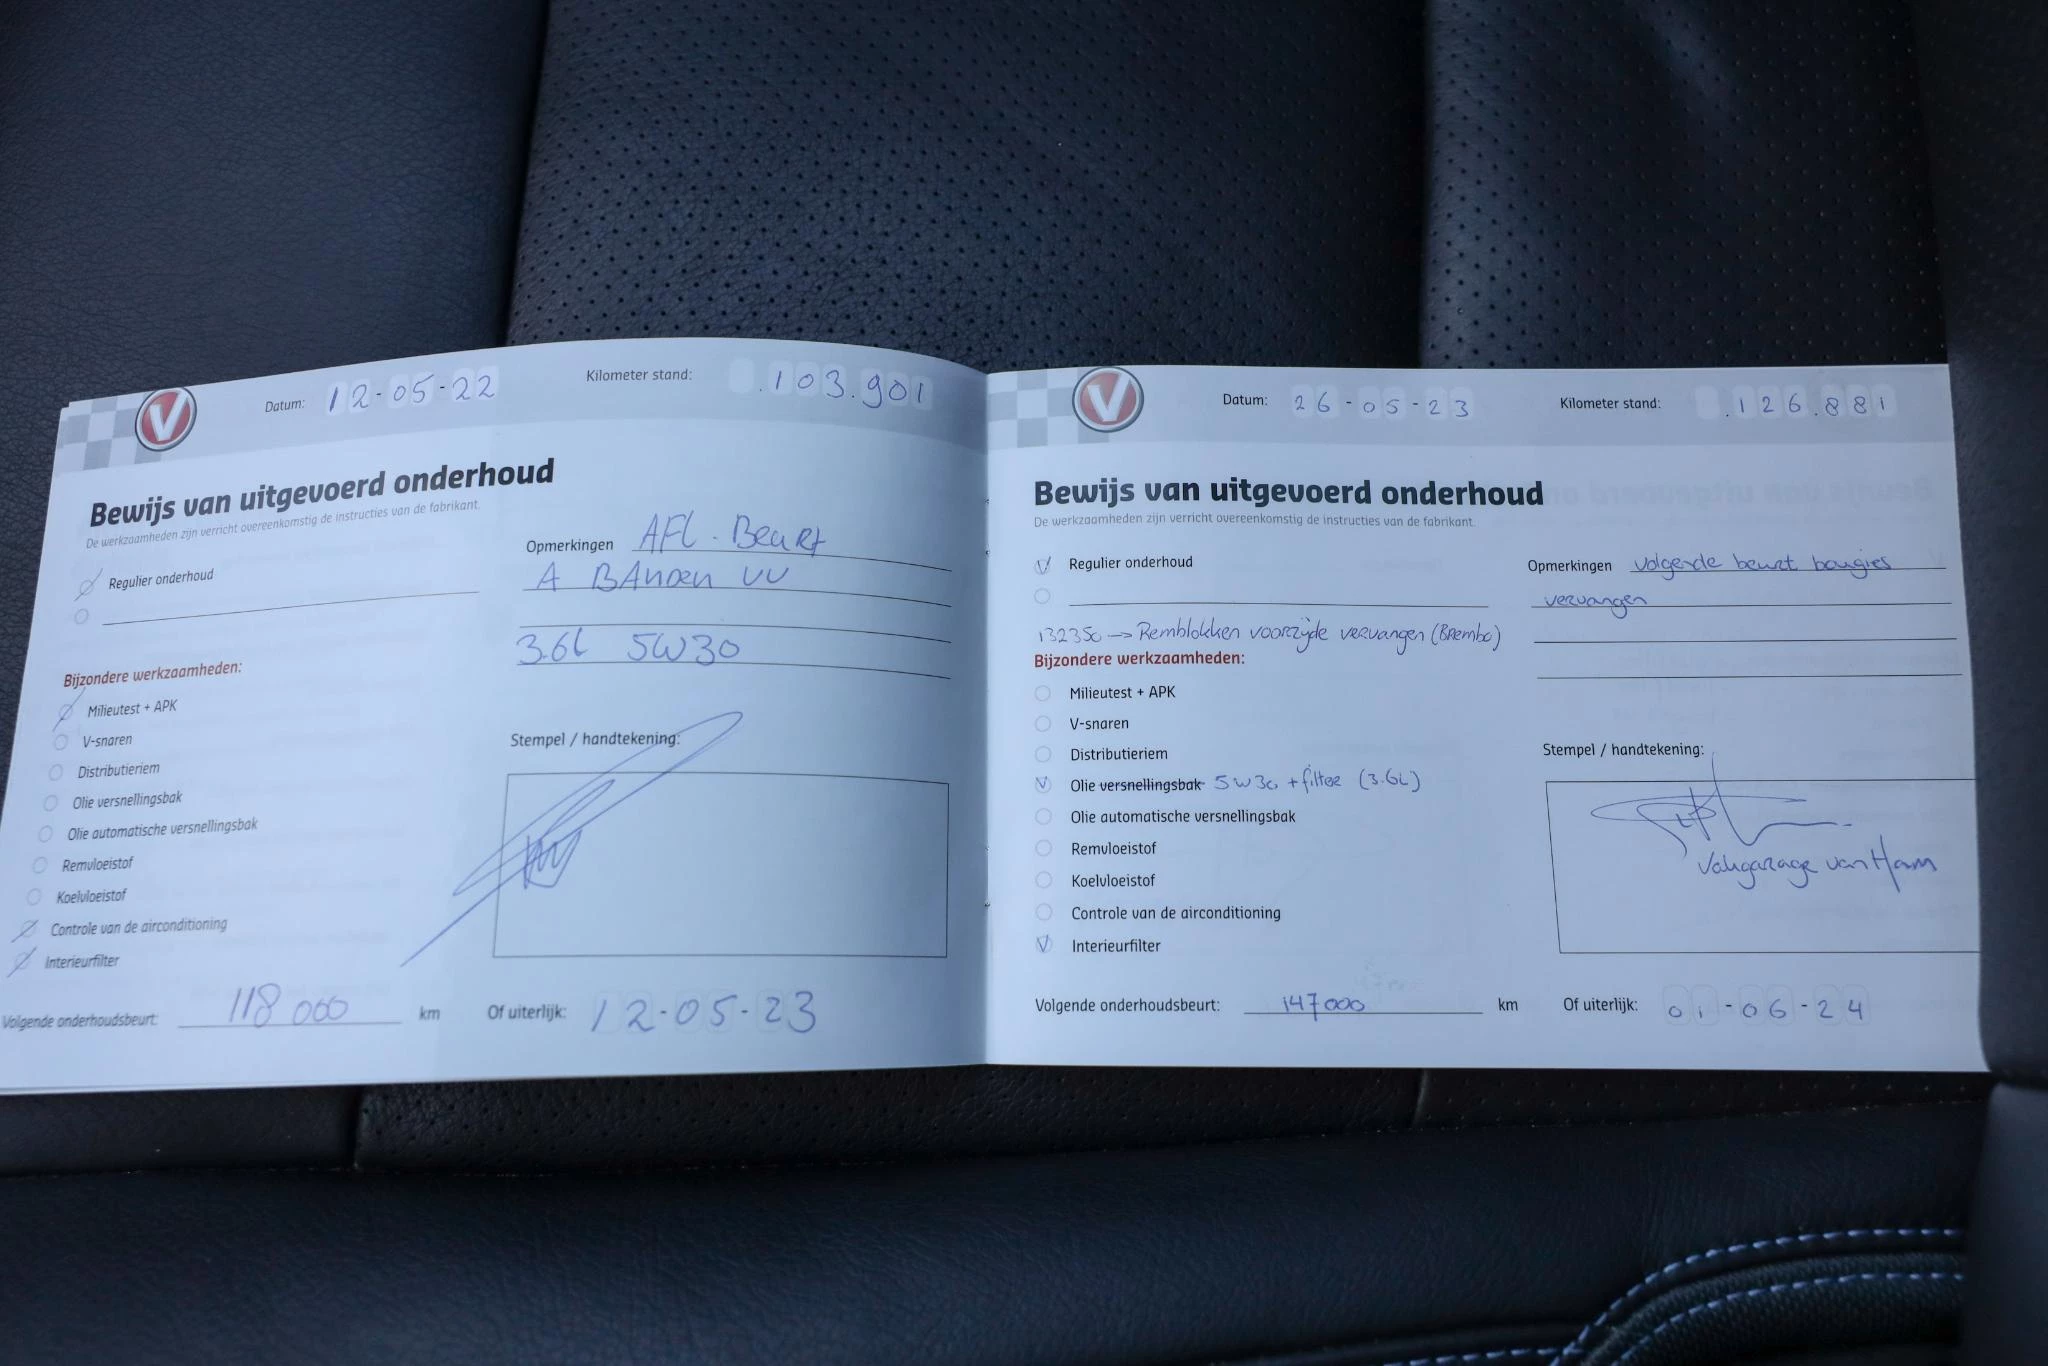 V
Datum: 12-05-22 Kilometer stand: .103.901
Bewijs van uitgevoerd onderhoud
De werkzaamheden zijn verricht overeenkomstig de instructies van de fabrikant.
Regulier onderhoud
Opmerkingen AFL - Beurt
A BAnden VV
3.6L 5W30
Bijzondere werkzaamheden:
Milieutest + APK
V-snaren
Distributieriem
Olie versnellingsbak
Olie automatische versnellingsbak
Remvloeistof
Koelvloeistof
Controle van de airconditioning
Interieurfilter
Stempel / handtekening:
Volgende onderhoudsbeurt: 118 000 km Of uiterlijk: 12-05-23
V
Datum: 26-05-23 Kilometer stand: .126.881
Bewijs van uitgevoerd onderhoud
De werkzaamheden zijn verricht overeenkomstig de instructies van de fabrikant.
V Regulier onderhoud
Opmerkingen volgende beurt bougies
vervangen
132350 → Remblokken voorzijde vervangen (Brembo)
Bijzondere werkzaamheden:
Milieutest + APK
V-snaren
Distributieriem
V Olie versnellingsbak 5W30 + filter (3.6L)
Olie automatische versnellingsbak
Remvloeistof
Koelvloeistof
Controle van de airconditioning
V Interieurfilter
Stempel / handtekening:
Vakgarage van Ham
Volgende onderhoudsbeurt: 147000 km Of uiterlijk: 01-06-24